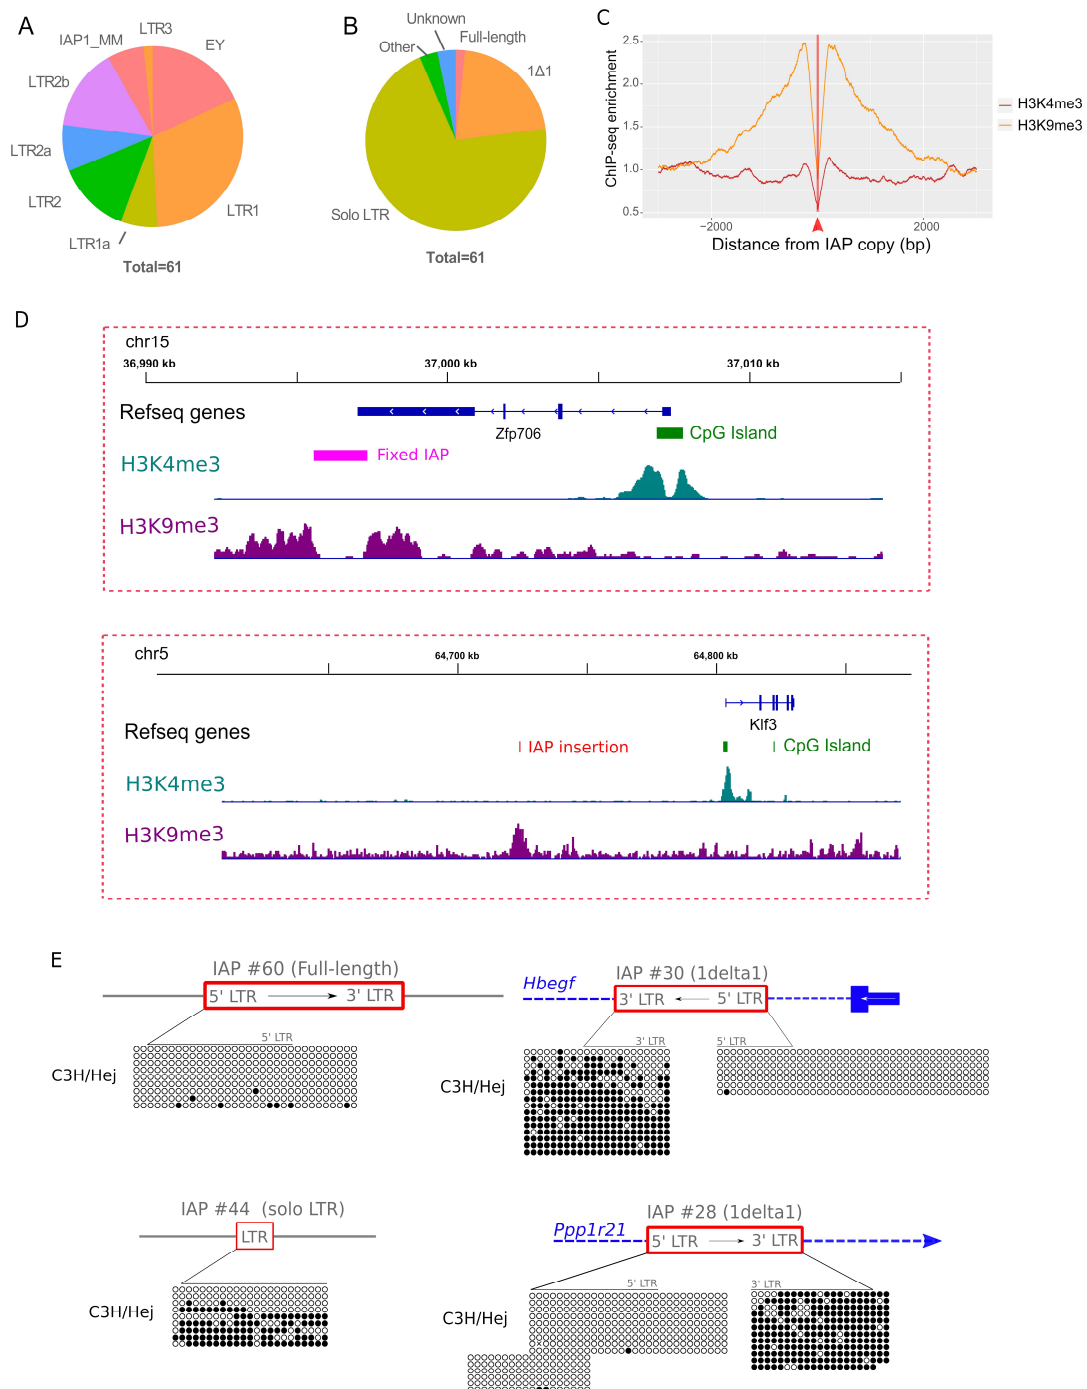 A
LTR3
IAP1_MM
EY
LTR2b
LTR2a
LTR2
LTR1a
LTR1
Total=61
B
Unknown
Full-length
Other
1Δ1
Solo LTR
Total=61
C
2.5
2.0
1.5
1.0
0.5
ChIP-seq enrichment
−2000
0
2000
Distance from IAP copy (bp)
H3K4me3
H3K9me3
D
chr15
36,990 kb
37,000 kb
37,010 kb
Refseq genes
Zfp706
CpG Island
Fixed IAP
H3K4me3
H3K9me3
chr5
64,700 kb
64,800 kb
Refseq genes
Klf3
IAP insertion
CpG Island
H3K4me3
H3K9me3
E
IAP #60 (Full-length)
5' LTR
3' LTR
5' LTR
C3H/Hej
Hbegf
IAP #30 (1delta1)
3' LTR
5' LTR
3' LTR
5' LTR
C3H/Hej
IAP #44 (solo LTR)
LTR
C3H/Hej
Ppp1r21
IAP #28 (1delta1)
5' LTR
3' LTR
5' LTR
3' LTR
C3H/Hej